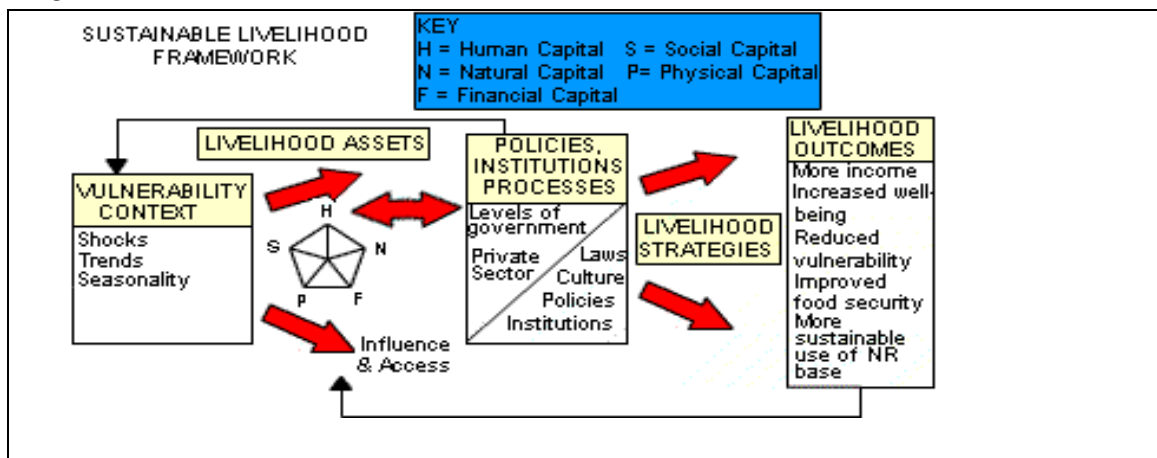 SUSTAINABLE LIVELIHOOD
FRAMEWORK
KEY
H = Human Capital S = Social Capital
N = Natural Capital P= Physical Capital
F = Financial Capital
LIVELIHOOD ASSETS
VULNERABILITY
CONTEXT
Shocks
Trends
Seasonality
H
S
N
P
F
Influence
& Access
POLICIES,
INSTITUTIONS
PROCESSES
Levels of
government
Private
Sector
Laws
Culture
Policies
Institutions
LIVELIHOOD
STRATEGIES
LIVELIHOOD
OUTCOMES
More income
Increased well-
being
Reduced
vulnerability
Improved
food security
More
sustainable
use of NR
base